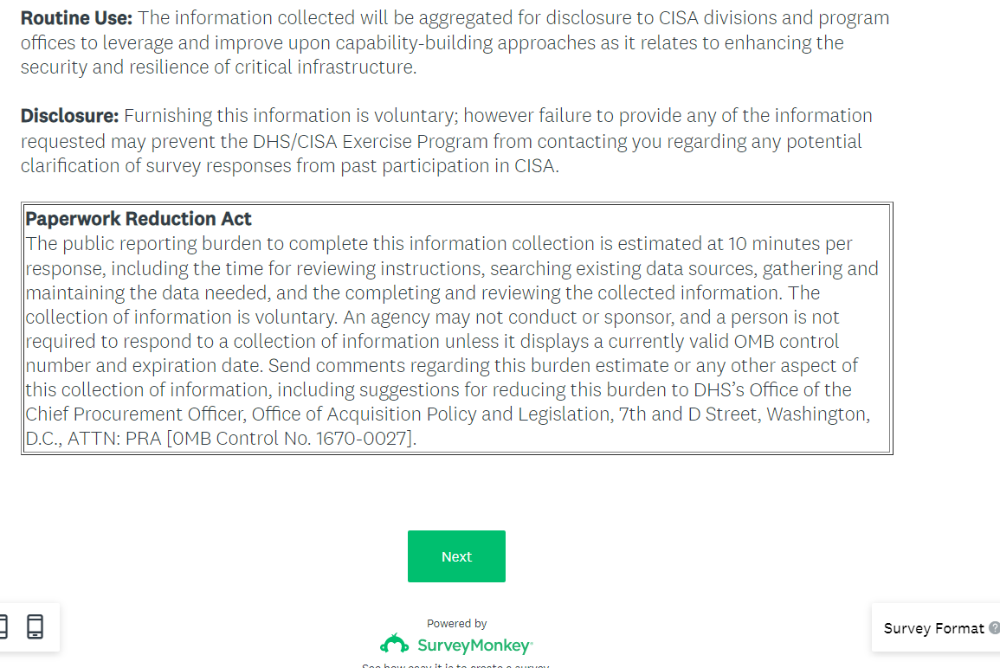 Routine Use: The information collected will be aggregated for disclosure to CISA divisions and program
offices to leverage and improve upon capability-building approaches as it relates to enhancing the
security and resilience of critical infrastructure.
Disclosure: Furnishing this information is voluntary; however failure to provide any of the information
requested may prevent the DHS/CISA Exercise Program from contacting you regarding any potential
clarification of survey responses from past participation in CISA.
Paperwork Reduction Act
The public reporting burden to complete this information collection is estimated at 10 minutes per
response, including the time for reviewing instructions, searching existing data sources, gathering and
maintaining the data needed, and the completing and reviewing the collected information. The
collection of information is voluntary. An agency may not conduct or sponsor, and a person is not
required to respond to a collection of information unless it displays a currently valid OMB control
number and expiration date. Send comments regarding this burden estimate or any other aspect of
this collection of information, including suggestions for reducing this burden to DHS’s Office of the
Chief Procurement Officer, Office of Acquisition Policy and Legislation, 7th and D Street, Washington,
D.C., ATTN: PRA [0MB Control No. 1670-0027].
Next
Powered by
SurveyMonkey
See how easy it is to create a survey.
Survey Format ?